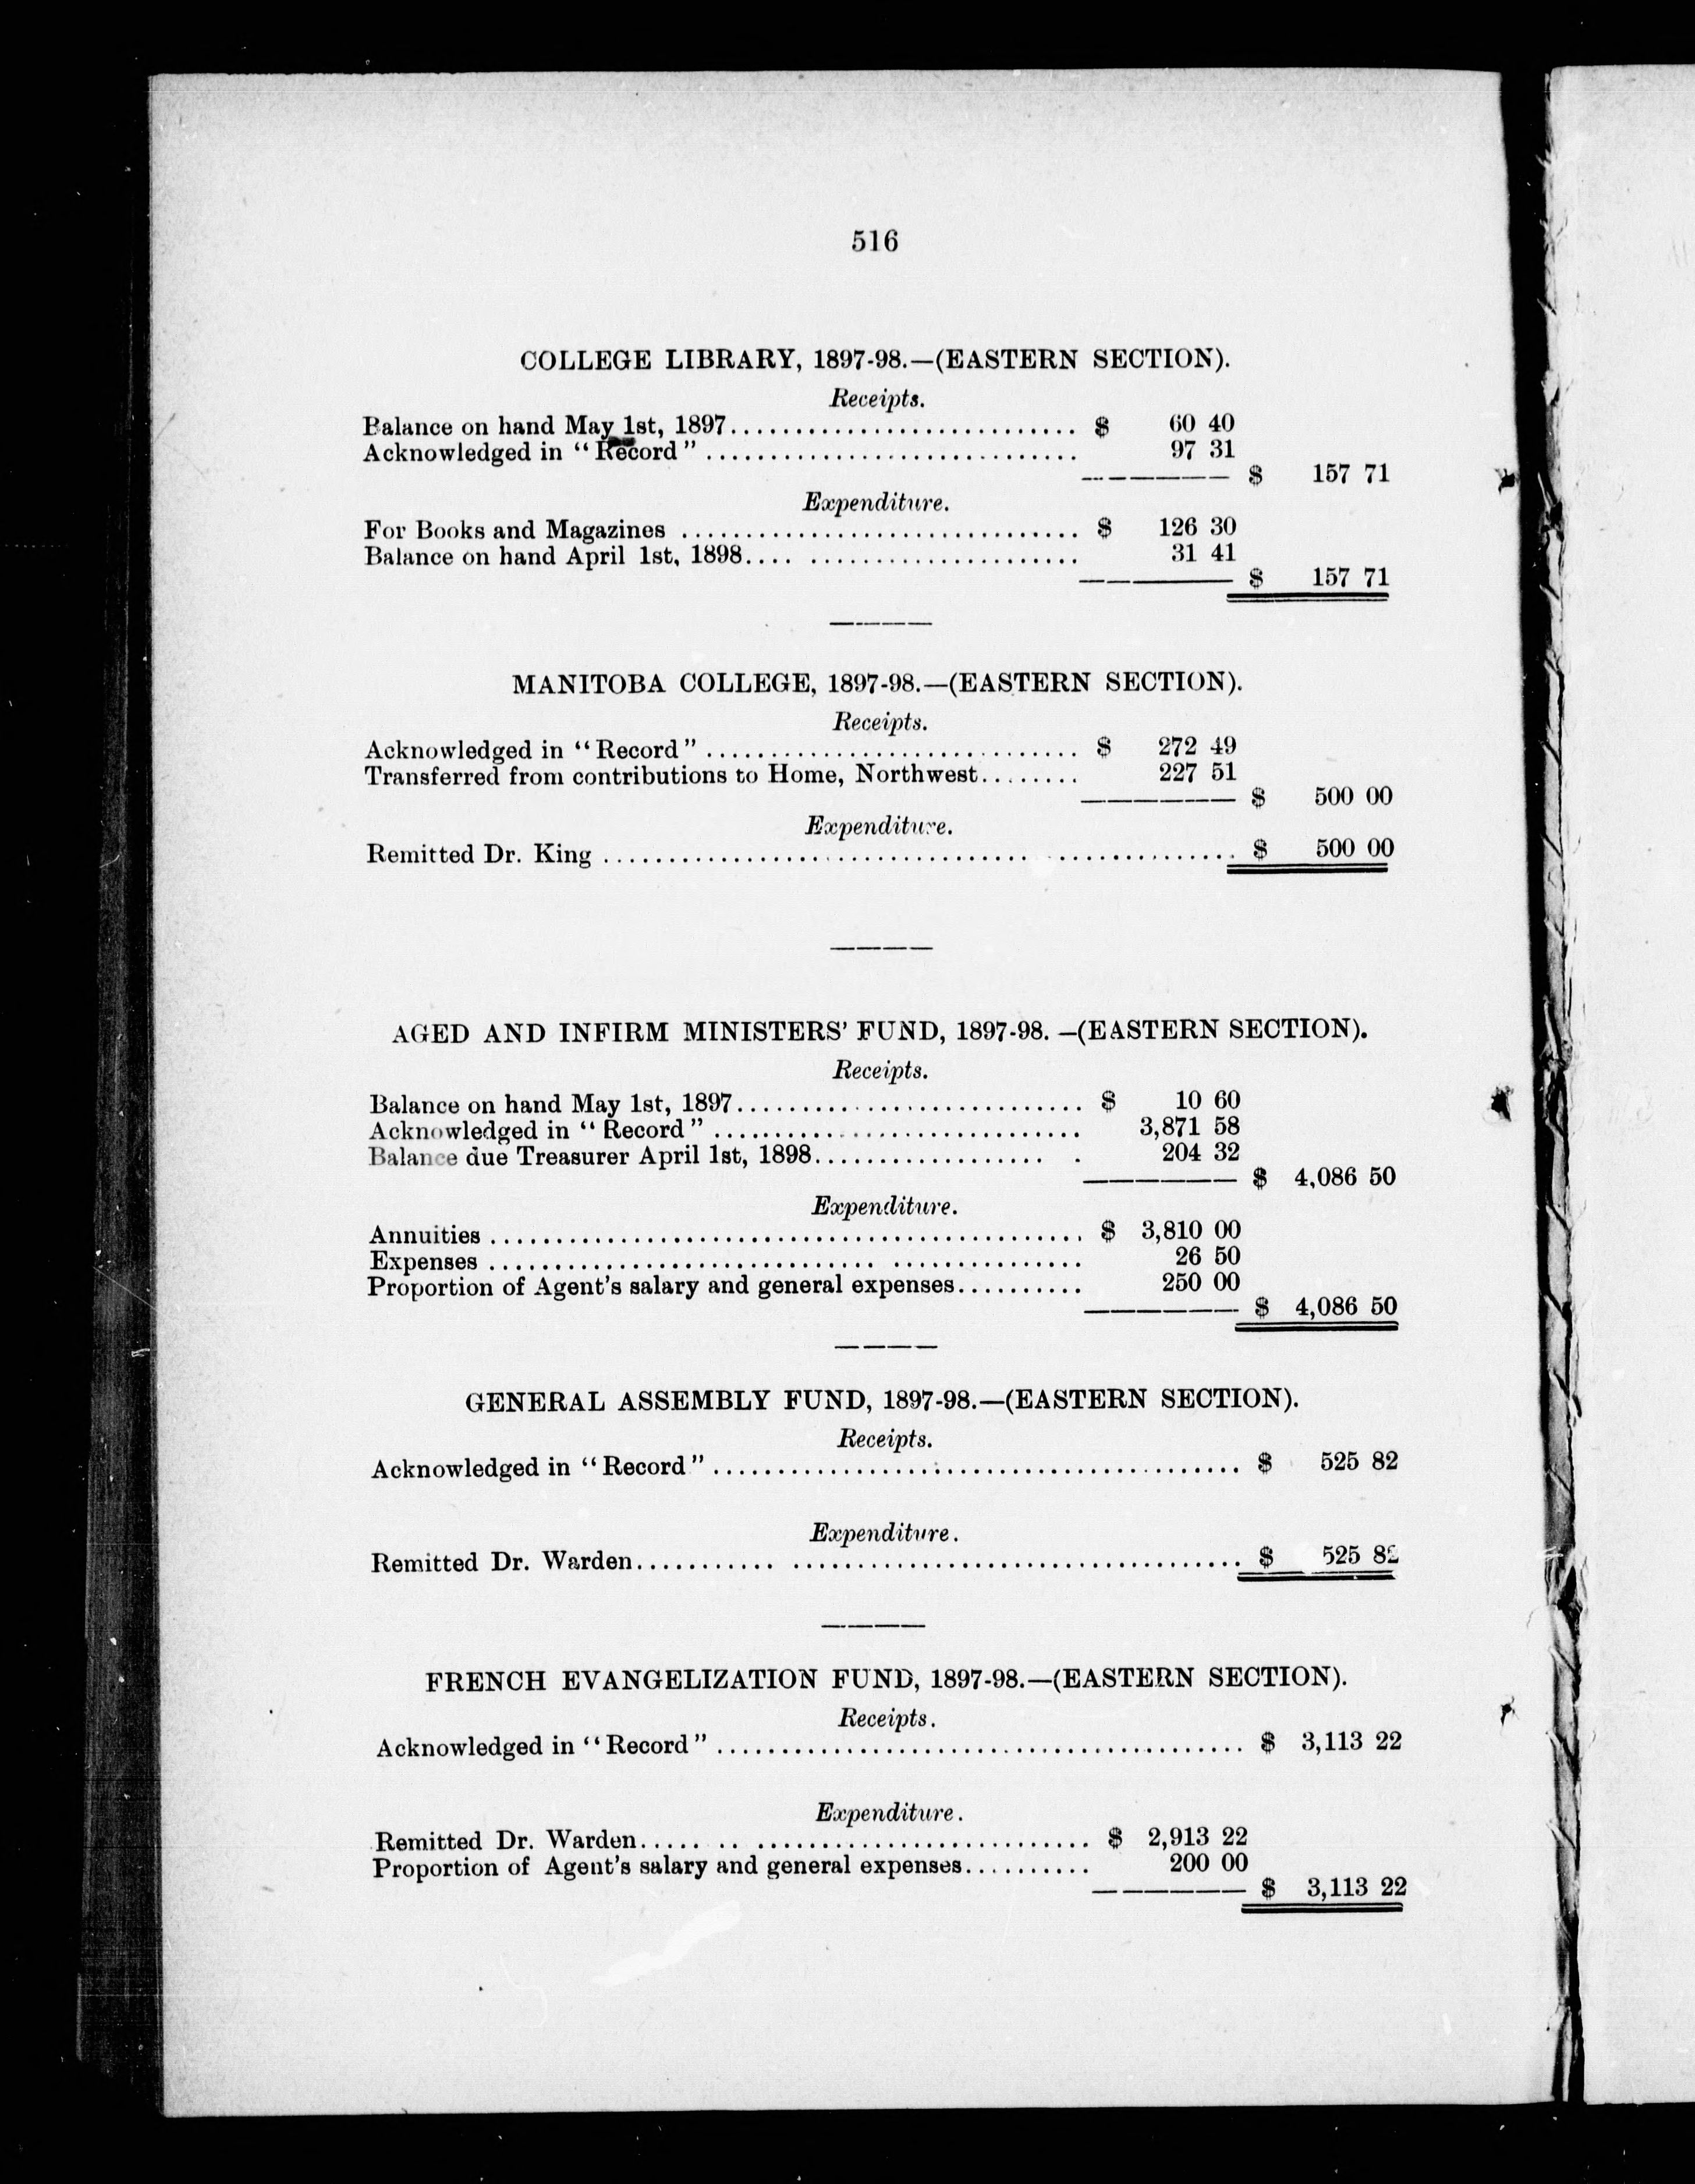 516
COLLEGE LIBRARY, 1897-98.—(EASTERN SECTION).
Receipts.
Balance on hand May 1st, 1897........................... $ 60 40
Acknowledged in “Record”............................. 97 31
—————— $ 157 71
Expenditure.
For Books and Magazines ............................... $ 126 30
Balance on hand April 1st, 1898.... ..................... 31 41
—————— $ 157 71
————
MANITOBA COLLEGE, 1897-98.—(EASTERN SECTION).
Receipts.
Acknowledged in “Record”............................. $ 272 49
Transferred from contributions to Home, Northwest........ 227 51
—————— $ 500 00
Expenditure.
Remitted Dr. King ................................. .............. $ 500 00
————
AGED AND INFIRM MINISTERS’ FUND, 1897-98. —(EASTERN SECTION).
Receipts.
Balance on hand May 1st, 1897........................... $ 10 60
Acknowledged in “Record” ............................. 3,871 58
Balance due Treasurer April 1st, 1898.................. . 204 32
—————— $ 4,086 50
Expenditure.
Annuities .............................................. $ 3,810 00
Expenses .............................. ............... 26 50
Proportion of Agent’s salary and general expenses.......... 250 00
—————— $ 4,086 50
————
GENERAL ASSEMBLY FUND, 1897-98.—(EASTERN SECTION).
Receipts.
Acknowledged in “Record”.......................................... $ 525 82
Expenditure.
Remitted Dr. Warden........... ................................... $ 525 82
————
FRENCH EVANGELIZATION FUND, 1897-98.—(EASTERN SECTION).
Receipts.
Acknowledged in “Record”......................................... $ 3,113 22
Expenditure.
Remitted Dr. Warden..... .. .......................... $ 2,913 22
Proportion of Agent’s salary and general expenses.......... 200 00
—————— $ 3,113 22